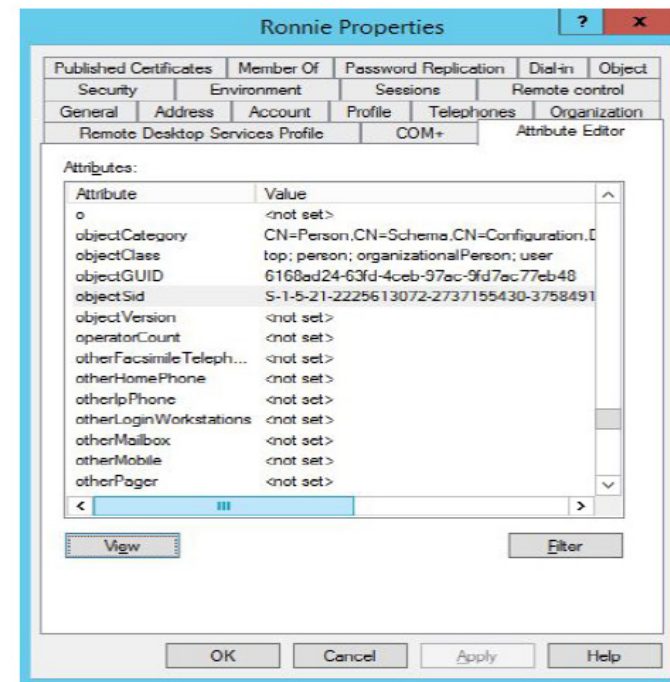 Ronnie Properties
?
x
Published Certificates Member Of Password Replication Dial-in Object
Security Environment Sessions Remote control
General Address Account Profile Telephones Organization
Remote Desktop Services Profile COM+ Attribute Editor
Attributes:
Attribute Value
o <not set>
objectCategory CN=Person,CN=Schema,CN=Configuration,D
objectClass top; person; organizationalPerson; user
objectGUID 6168ad24-63fd-4ceb-97ac-9fd7ac77eb48
objectSid S-1-5-21-2225613072-2737155430-3758491
objectVersion <not set>
operatorCount <not set>
otherFacsimileTeleph... <not set>
otherHomePhone <not set>
otherIpPhone <not set>
otherLoginWorkstations <not set>
otherMailbox <not set>
otherMobile <not set>
otherPager <not set>
View Filter
OK Cancel Apply Help